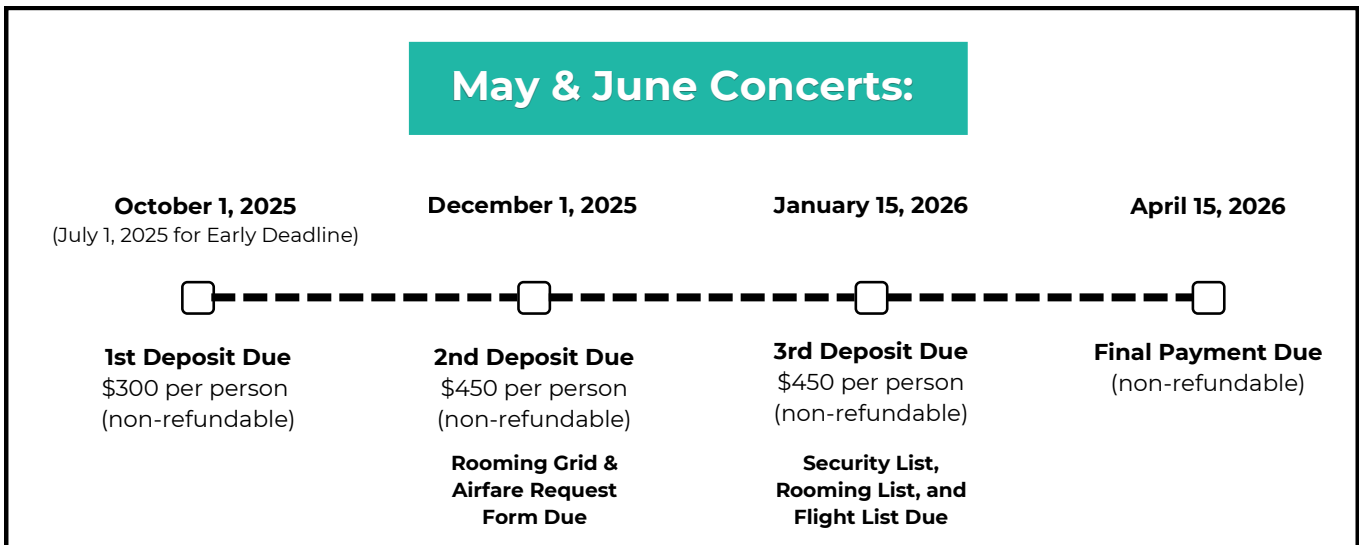 May & June Concerts:
October 1, 2025
(July 1, 2025 for Early Deadline)
December 1, 2025
January 15, 2026
April 15, 2026
1st Deposit Due
$300 per person
(non-refundable)
2nd Deposit Due
$450 per person
(non-refundable)
Rooming Grid &
Airfare Request
Form Due
3rd Deposit Due
$450 per person
(non-refundable)
Security List,
Rooming List, and
Flight List Due
Final Payment Due
(non-refundable)